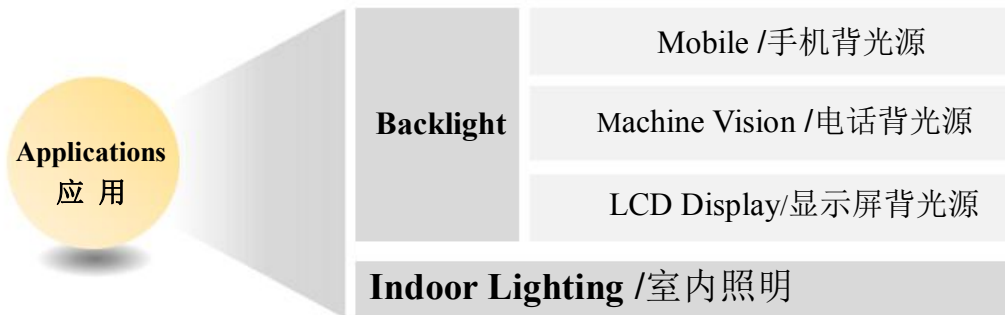 Applications
应 用
Backlight
Mobile /手机背光源
Machine Vision /电话背光源
LCD Display/显示屏背光源
Indoor Lighting /室内照明